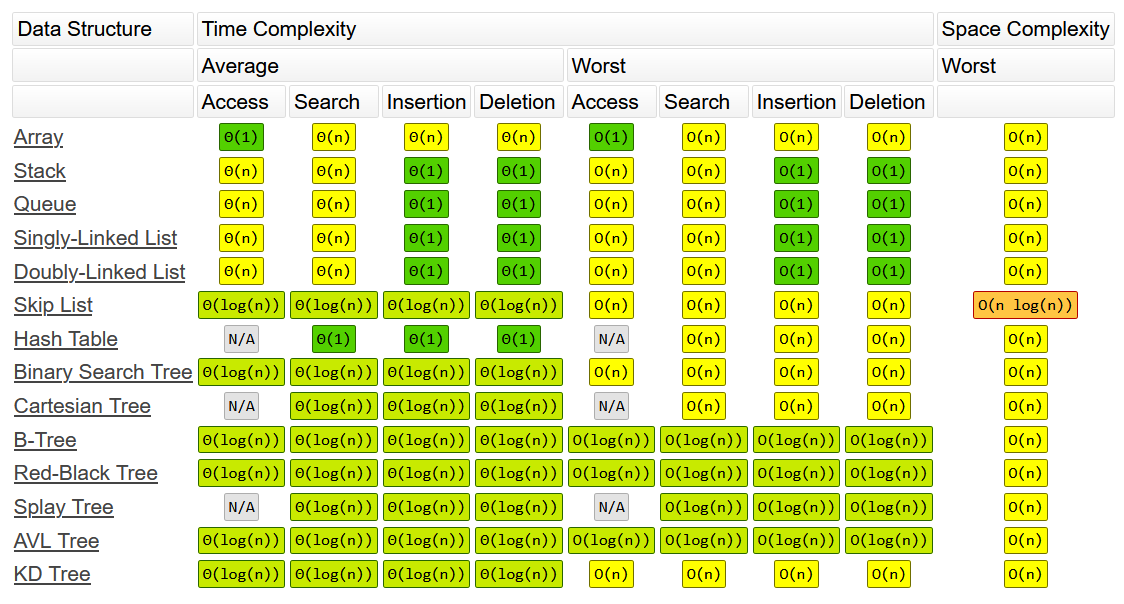 Data Structure Time Complexity Space Complexity
Average Worst Worst
Access Search Insertion Deletion Access Search Insertion Deletion
Array Θ(1) Θ(n) Θ(n) Θ(n) O(1) O(n) O(n) O(n) O(n)
Stack Θ(n) Θ(n) Θ(1) Θ(1) O(n) O(n) O(1) O(1) O(n)
Queue Θ(n) Θ(n) Θ(1) Θ(1) O(n) O(n) O(1) O(1) O(n)
Singly-Linked List Θ(n) Θ(n) Θ(1) Θ(1) O(n) O(n) O(1) O(1) O(n)
Doubly-Linked List Θ(n) Θ(n) Θ(1) Θ(1) O(n) O(n) O(1) O(1) O(n)
Skip List Θ(log(n)) Θ(log(n)) Θ(log(n)) Θ(log(n)) O(n) O(n) O(n) O(n) O(n log(n))
Hash Table N/A Θ(1) Θ(1) Θ(1) N/A O(n) O(n) O(n) O(n)
Binary Search Tree Θ(log(n)) Θ(log(n)) Θ(log(n)) Θ(log(n)) O(n) O(n) O(n) O(n) O(n)
Cartesian Tree N/A Θ(log(n)) Θ(log(n)) Θ(log(n)) N/A O(n) O(n) O(n) O(n)
B-Tree Θ(log(n)) Θ(log(n)) Θ(log(n)) Θ(log(n)) O(log(n)) O(log(n)) O(log(n)) O(log(n)) O(n)
Red-Black Tree Θ(log(n)) Θ(log(n)) Θ(log(n)) Θ(log(n)) O(log(n)) O(log(n)) O(log(n)) O(log(n)) O(n)
Splay Tree N/A Θ(log(n)) Θ(log(n)) Θ(log(n)) N/A O(log(n)) O(log(n)) O(log(n)) O(n)
AVL Tree Θ(log(n)) Θ(log(n)) Θ(log(n)) Θ(log(n)) O(log(n)) O(log(n)) O(log(n)) O(log(n)) O(n)
KD Tree Θ(log(n)) Θ(log(n)) Θ(log(n)) Θ(log(n)) O(n) O(n) O(n) O(n) O(n)